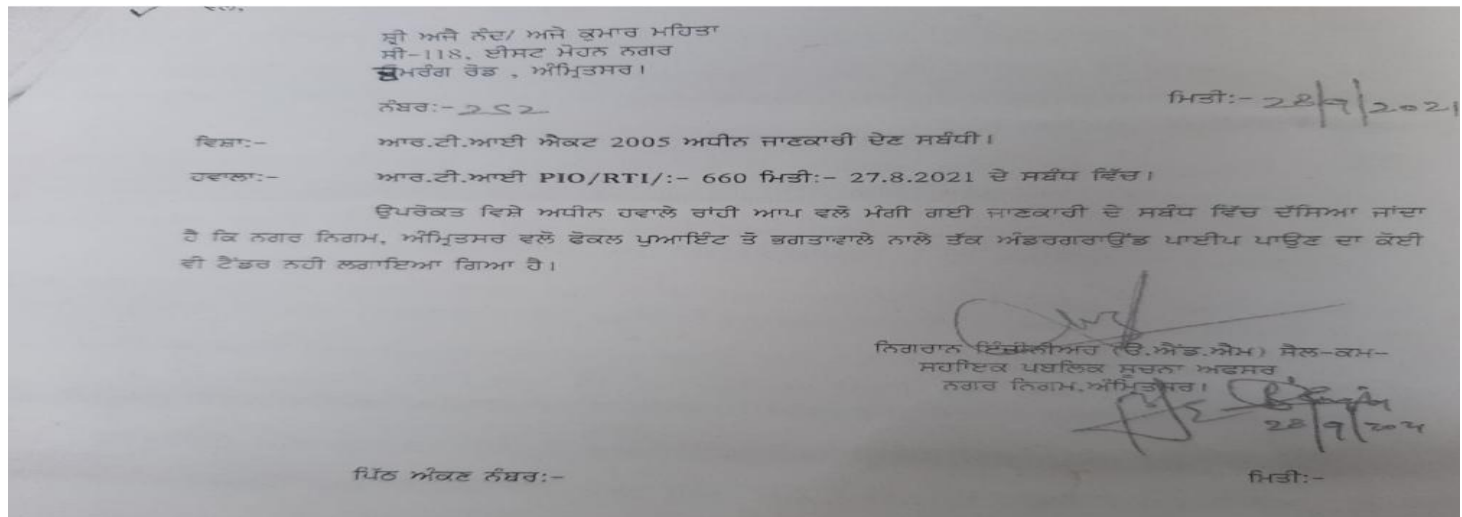 ਸ਼੍ਰੀ ਅਜੈ ਨੰਦ/ ਅਜੇ ਕੁਮਾਰ ਮਹਿਤਾ
ਸੀ-118, ਈਸਟ ਮੋਹਨ ਨਗਰ
ਚਮਰੰਗ ਰੋਡ , ਅੰਮ੍ਰਿਤਸਰ।
ਨੰਬਰ:- 252 ਮਿਤੀ:- 28/9/2021
ਵਿਸ਼ਾ:- ਆਰ.ਟੀ.ਆਈ ਐਕਟ 2005 ਅਧੀਨ ਜਾਣਕਾਰੀ ਦੇਣ ਸਬੰਧੀ।
ਹਵਾਲਾ:- ਆਰ.ਟੀ.ਆਈ PIO/RTI/:- 660 ਮਿਤੀ:- 27.8.2021 ਦੇ ਸਬੰਧ ਵਿੱਚ।
ਉਪਰੋਕਤ ਵਿਸ਼ੇ ਅਧੀਨ ਹਵਾਲੇ ਰਾਂਹੀ ਆਪ ਵਲੋ ਮੰਗੀ ਗਈ ਜਾਣਕਾਰੀ ਦੇ ਸਬੰਧ ਵਿੱਚ ਦੱਸਿਆ ਜਾਂਦਾ
ਹੈ ਕਿ ਨਗਰ ਨਿਗਮ, ਅੰਮ੍ਰਿਤਸਰ ਵਲੋ ਫੋਕਲ ਪੁਆਇੰਟ ਤੋ ਭਗਤਾਵਾਲੇ ਨਾਲੇ ਤੱਕ ਅੰਡਰਗਰਾਊਂਡ ਪਾਈਪ ਪਾਉਣ ਦਾ ਕੋਈ
ਵੀ ਟੈਂਡਰ ਨਹੀ ਲਗਾਇਆ ਗਿਆ ਹੈ।
ਨਿਗਰਾਨ ਇੰਜੀਨੀਅਰ (ਓ.ਐਂਡ.ਐਮ) ਸੈਲ-ਕਮ-
ਸਹਾਇਕ ਪਬਲਿਕ ਸੂਚਨਾ ਅਫਸਰ
ਨਗਰ ਨਿਗਮ,ਅੰਮ੍ਰਿਤਸਰ।
28/9/2021
ਪਿੱਠ ਅੰਕਣ ਨੰਬਰ:- ਮਿਤੀ:-